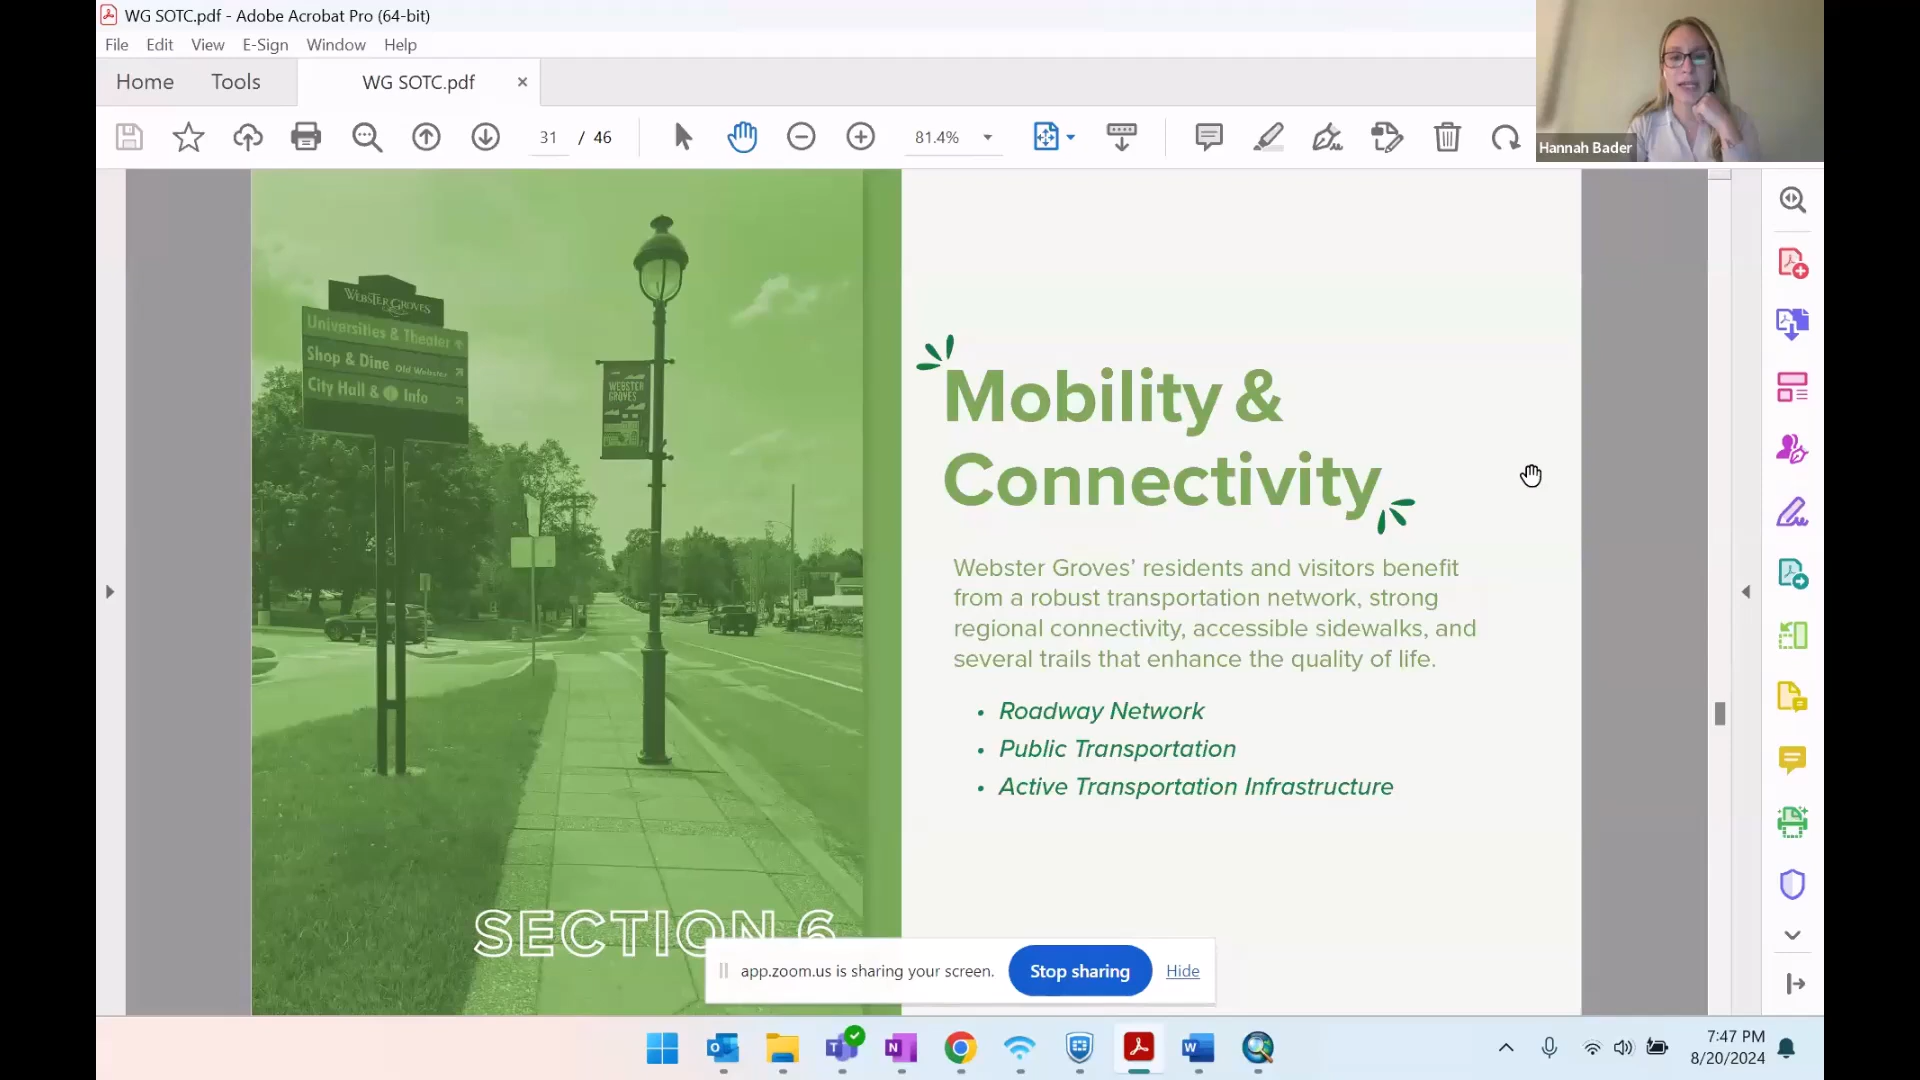 WG SOTC.pdf - Adobe Acrobat Pro (64-bit)
File Edit View E-Sign Window Help
Home Tools WG SOTC.pdf
31 / 46 81.4%
Hannah Bader
WEBSTER GROVES
Universities & Theater
Shop & Dine Old Webster
City Hall & i Info
WEBSTER
GROVES
Mobility &
Connectivity
Webster Groves’ residents and visitors benefit
from a robust transportation network, strong
regional connectivity, accessible sidewalks, and
several trails that enhance the quality of life.
• Roadway Network
• Public Transportation
• Active Transportation Infrastructure
SECTION 6
app.zoom.us is sharing your screen. Stop sharing Hide
7:47 PM
8/20/2024